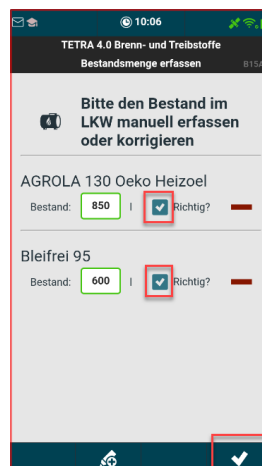 10:06
TETRA 4.0 Brenn- und Treibstoffe
Bestandsmenge erfassen B15A
Bitte den Bestand im
LKW manuell erfassen
oder korrigieren
AGROLA 130 Oeko Heizoel
Bestand: 850 l Richtig?
Bleifrei 95
Bestand: 600 l Richtig?